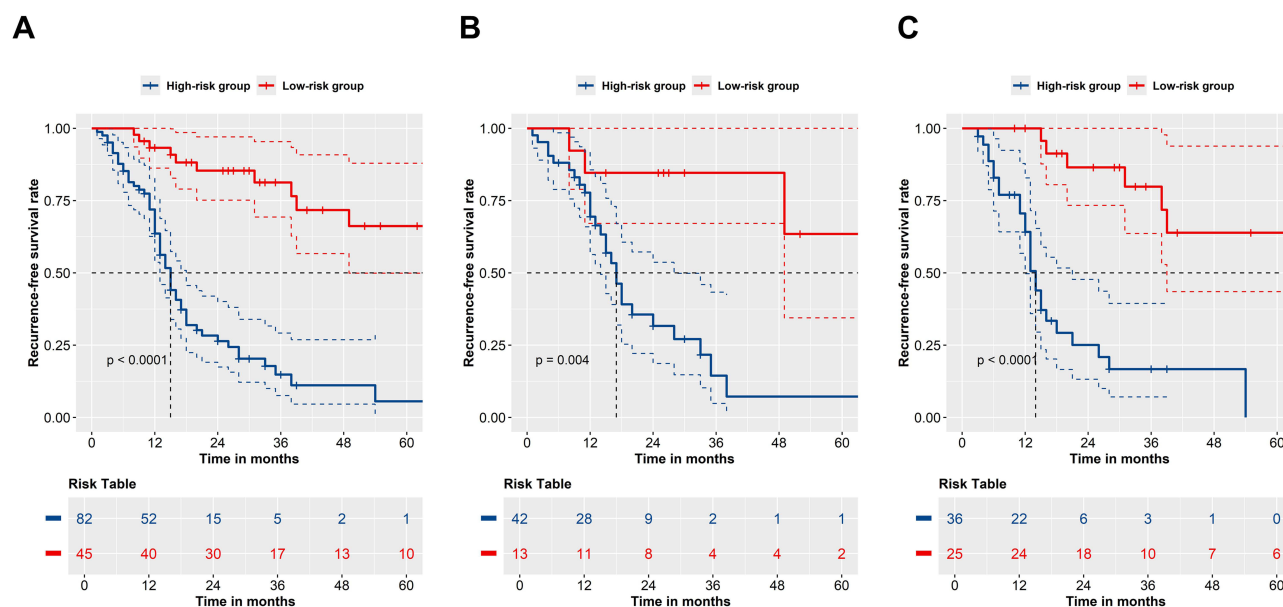 A
High-risk group Low-risk group
Recurrence-free survival rate
1.00
0.75
0.50
0.25
0.00
p < 0.0001
0 12 24 36 48 60
Time in months
Risk Table
82 52 15 5 2 1
45 40 30 17 13 10
0 12 24 36 48 60
Time in months
B
High-risk group Low-risk group
Recurrence-free survival rate
1.00
0.75
0.50
0.25
0.00
p = 0.004
0 12 24 36 48 60
Time in months
Risk Table
42 28 9 2 1 1
13 11 8 4 4 2
0 12 24 36 48 60
Time in months
C
High-risk group Low-risk group
Recurrence-free survival rate
1.00
0.75
0.50
0.25
0.00
p < 0.0001
0 12 24 36 48 60
Time in months
Risk Table
36 22 6 3 1 0
25 24 18 10 7 6
0 12 24 36 48 60
Time in months